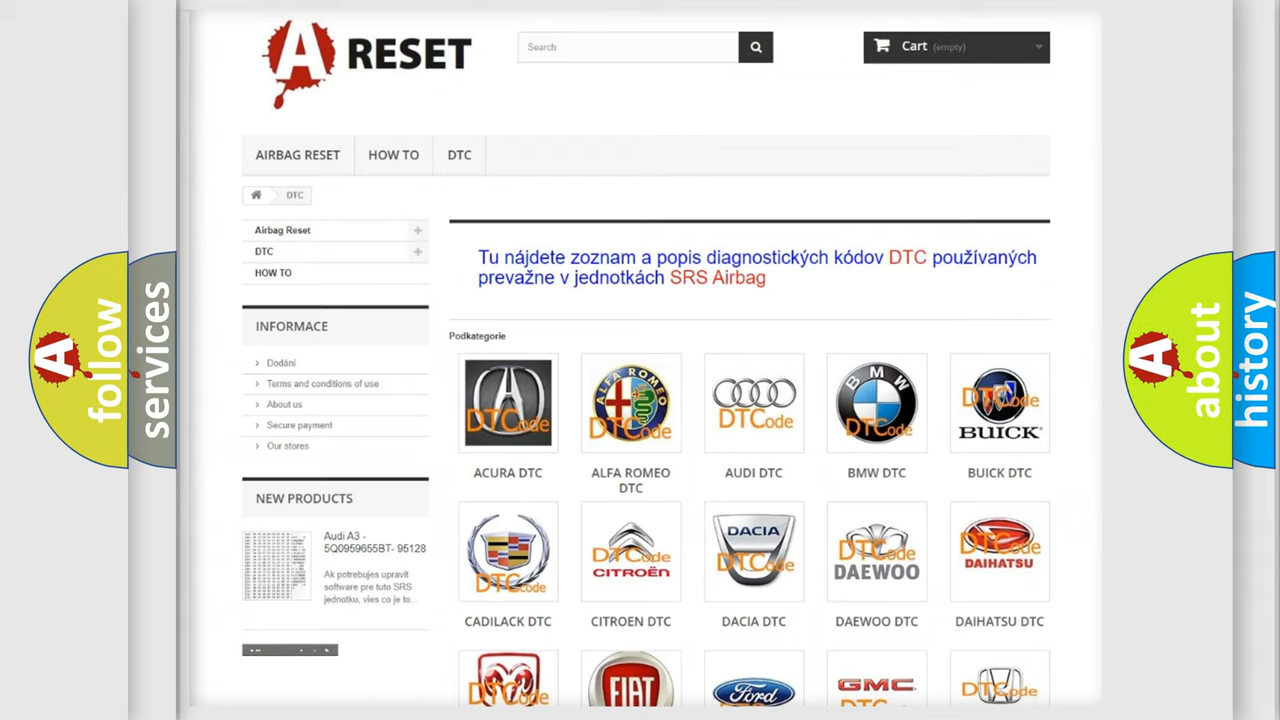 A RESET
Search
Cart (empty)
AIRBAG RESET
HOW TO
DTC
DTC
Airbag Reset
DTC
HOW TO
Tu nájdete zoznam a popis diagnostických kódov DTC používaných
prevažne v jednotkách SRS Airbag
INFORMACE
Dodání
Terms and conditions of use
About us
Secure payment
Our stores
NEW PRODUCTS
Audi A3 -
5Q0959655BT- 95128
Ak potrebujes upravit
software pre tuto SRS
jednotku, vies co je to...
Podkategorie
DTCode
ALFA ROMEO
DTCode
DTCode
BMW
DTCode
DTCode
BUICK
ACURA DTC
ALFA ROMEO
DTC
AUDI DTC
BMW DTC
BUICK DTC
DTCode
DTCode
CITROËN
DACIA
DTCode
DTCode
DAEWOO
DTCode
DAIHATSU
CADILACK DTC
CITROEN DTC
DACIA DTC
DAEWOO DTC
DAIHATSU DTC
DTCode
FIAT
Ford
GMC
DTCode
A follow
services
A about
history